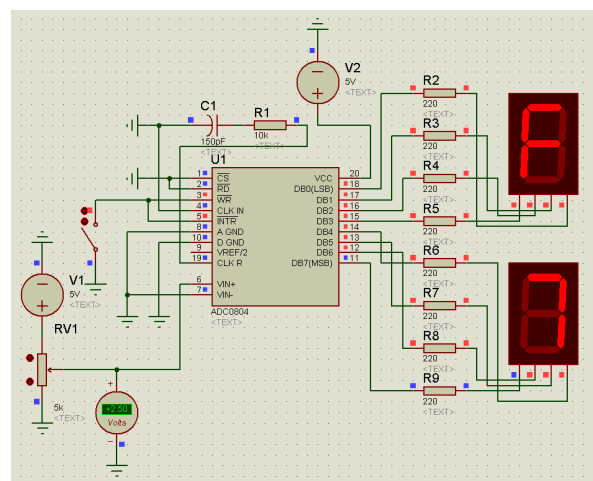 V2
5V
<TEXT>
C1
150pF
<TEXT>
R1
10k
<TEXT>
U1
1
2
3
4
5
8
10
9
19
6
7
CS
RD
WR
CLK IN
INTR
A GND
D GND
VREF/2
CLK R
VIN+
VIN-
VCC
DB0(LSB)
DB1
DB2
DB3
DB4
DB5
DB6
DB7(MSB)
20
18
17
16
15
14
13
12
11
ADC0804
<TEXT>
R2
220
<TEXT>
R3
220
<TEXT>
R4
220
<TEXT>
R5
220
<TEXT>
R6
220
<TEXT>
R7
220
<TEXT>
R8
220
<TEXT>
R9
220
<TEXT>
V1
5V
<TEXT>
RV1
5k
<TEXT>
+
+2.50
Volts
F
7